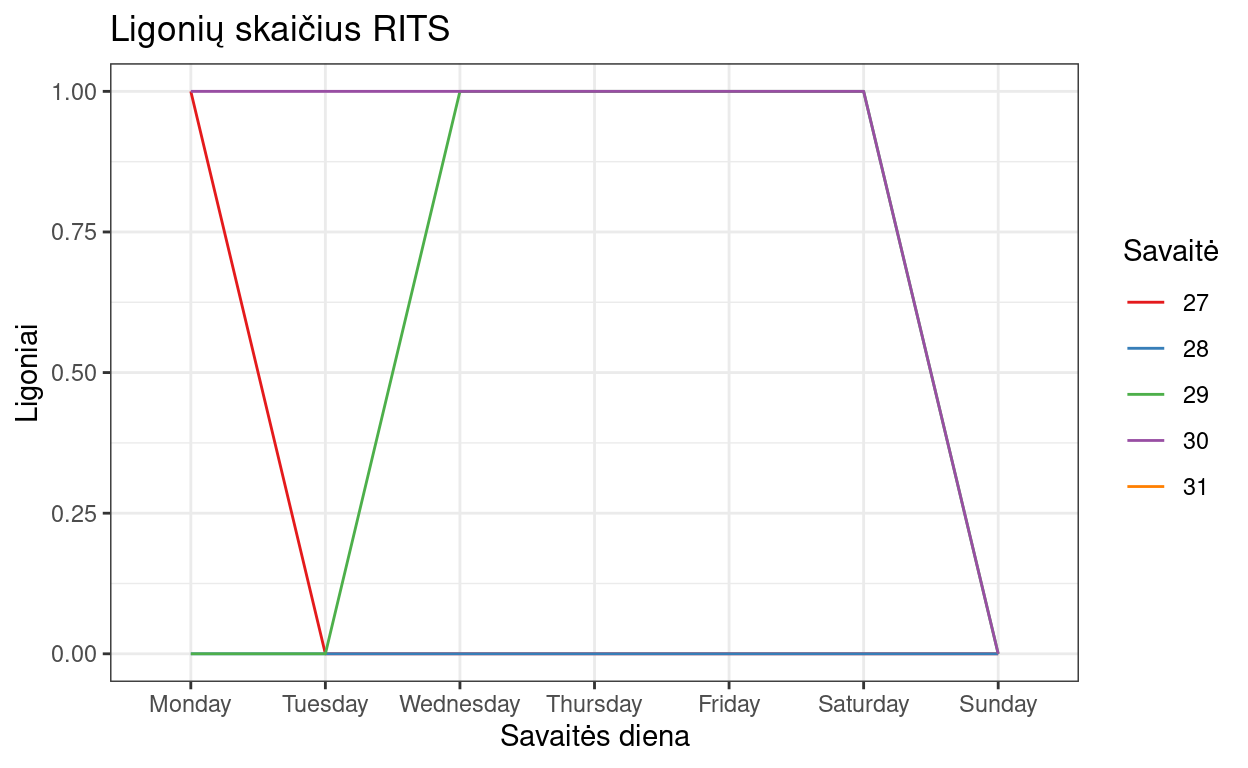 Ligonių skaičius RITS
1.00
0.75
0.50
0.25
0.00
Ligoniai
Monday Tuesday Wednesday Thursday Friday Saturday Sunday
Savaitės diena
Savaitė
27
28
29
30
31